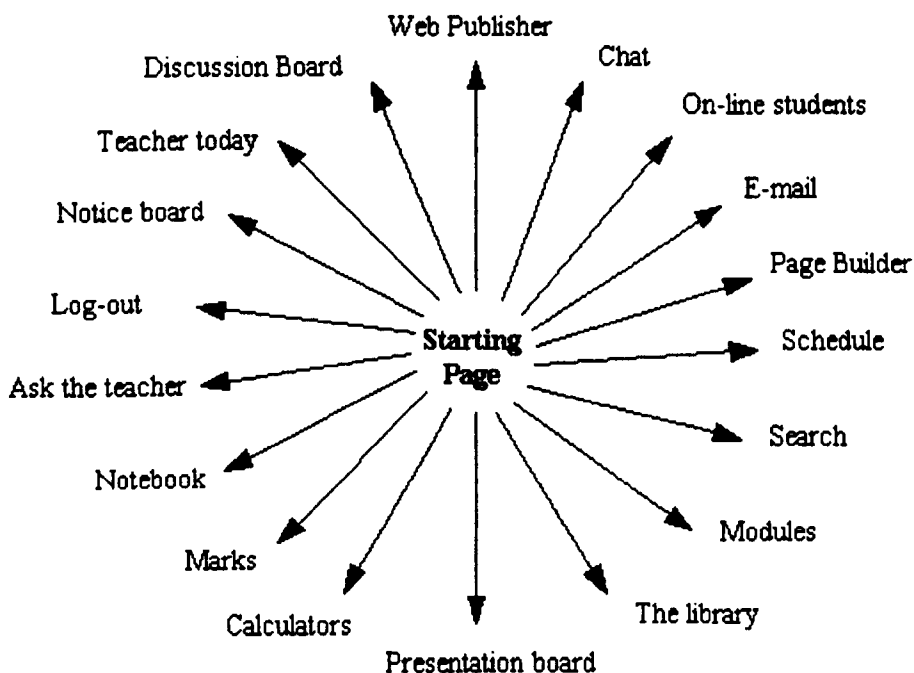 Web Publisher
Chat
Discussion Board
On-line students
Teacher today
E-mail
Notice board
Page Builder
Log-out
Starting
Page
Schedule
Ask the teacher
Search
Notebook
Modules
Marks
The library
Calculators
Presentation board